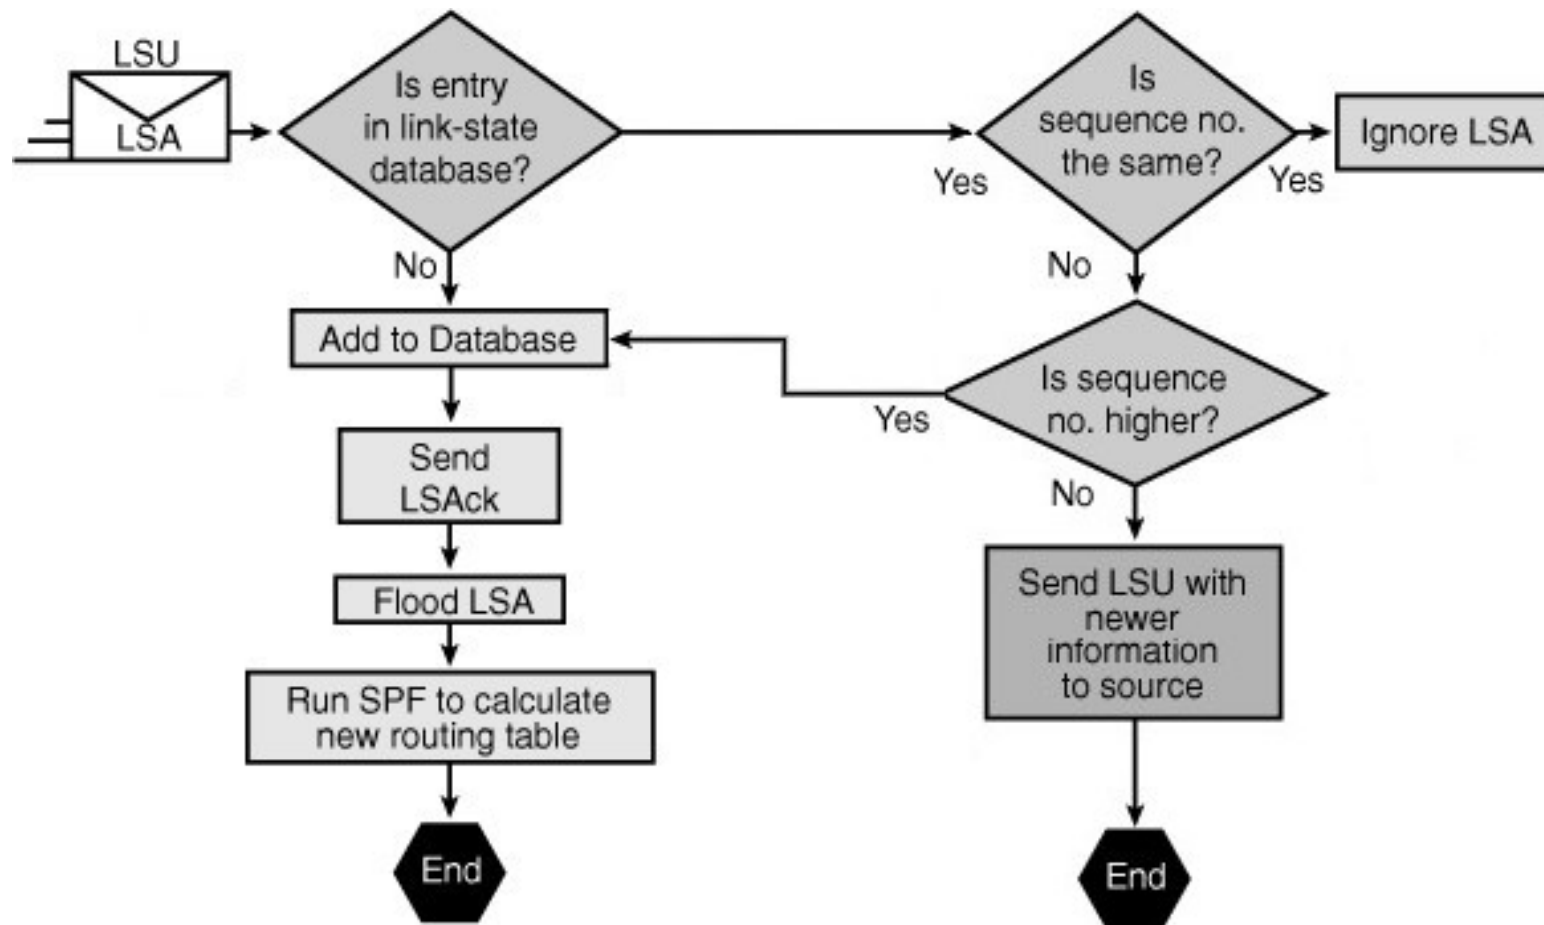 LSU
LSA
Is entry
in link-state
database?
Yes
Is
sequence no.
the same?
Yes
Ignore LSA
No
No
Add to Database
Is sequence
no. higher?
Yes
No
Send
LSAck
Flood LSA
Send LSU with
newer
information
to source
Run SPF to calculate
new routing table
End
End